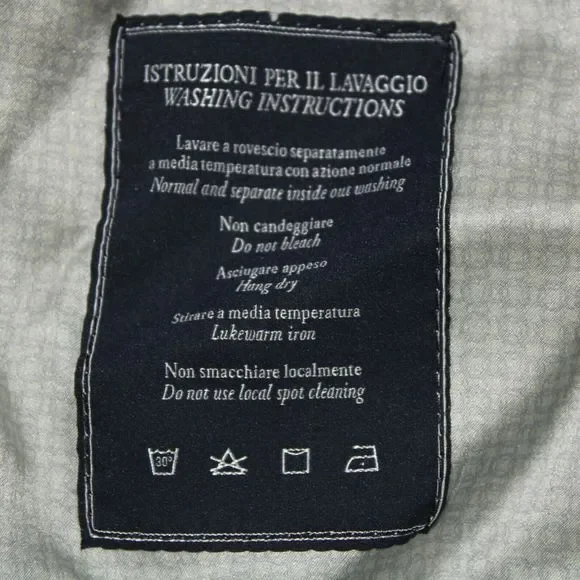 ISTRUZIONI PER IL LAVAGGIO
WASHING INSTRUCTIONS
Lavare a rovescio separatamente
a media temperatura con azione normale
Normal and separate inside out washing
Non candeggiare
Do not bleach
Asciugare appeso
Hang dry
Stirare a media temperatura
Lukewarm iron
Non smacchiare localmente
Do not use local spot cleaning
30°